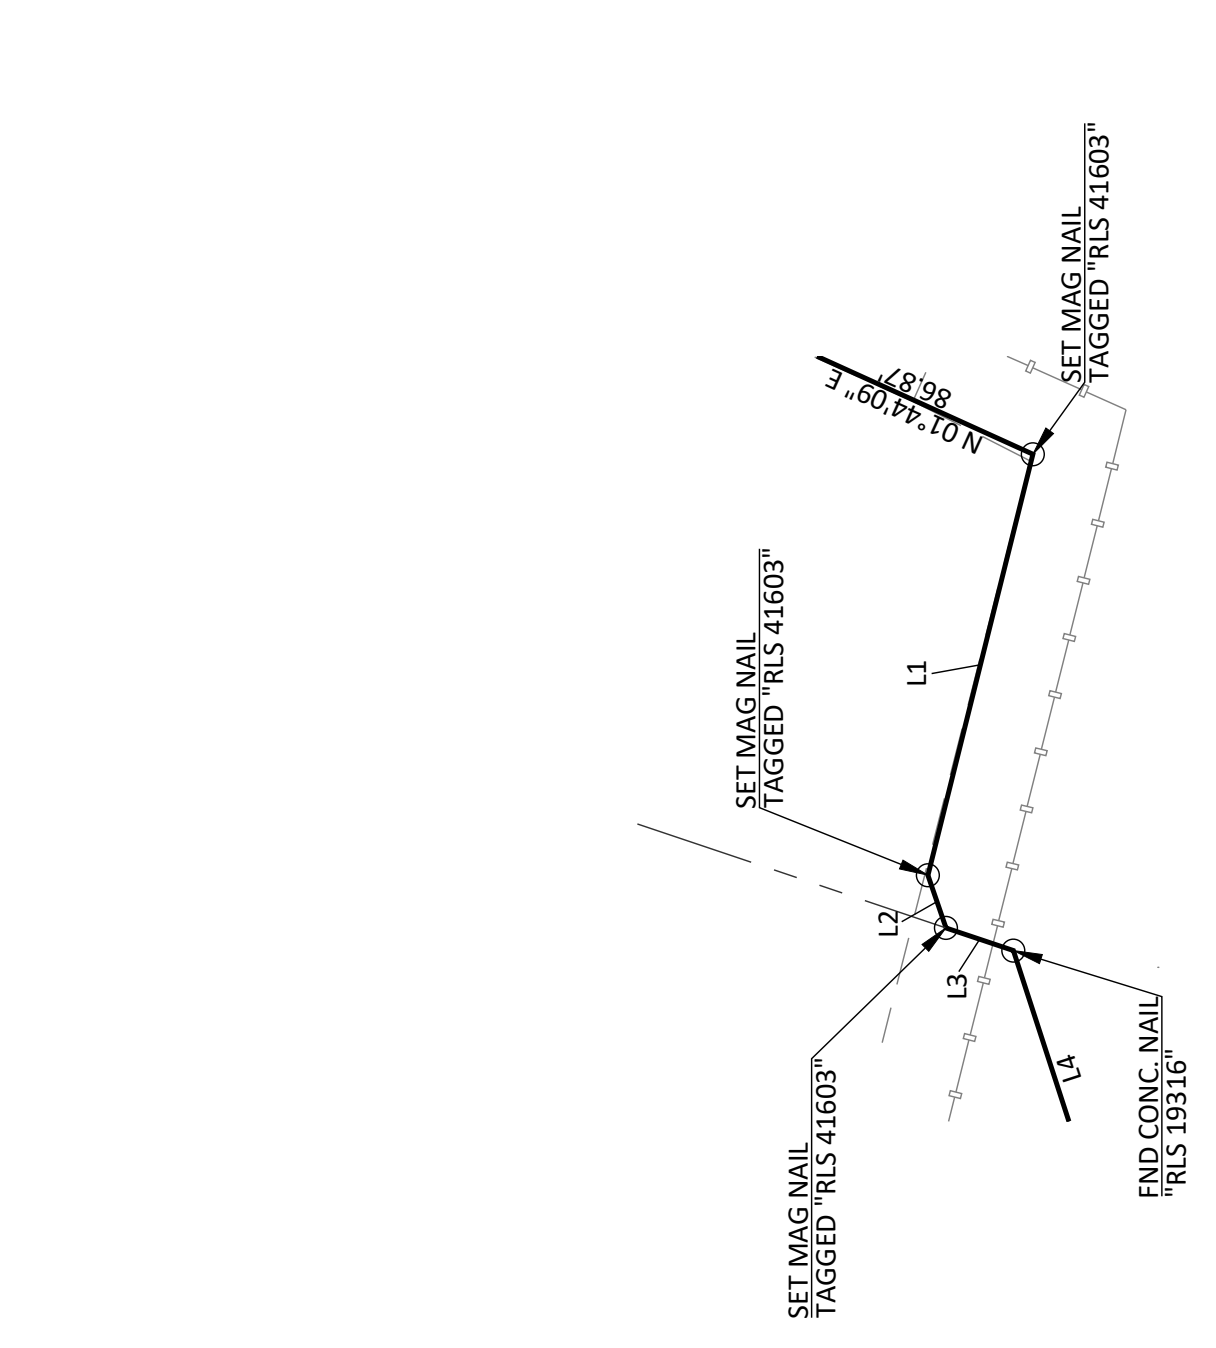 SET MAG NAIL
TAGGED "RLS 41603"
SET MAG NAIL
TAGGED "RLS 41603"
SET MAG NAIL
TAGGED "RLS 41603"
FND CONC. NAIL
"RLS 19316"
N 01°44'09" E
86.87'
L1
L2
L3
L4